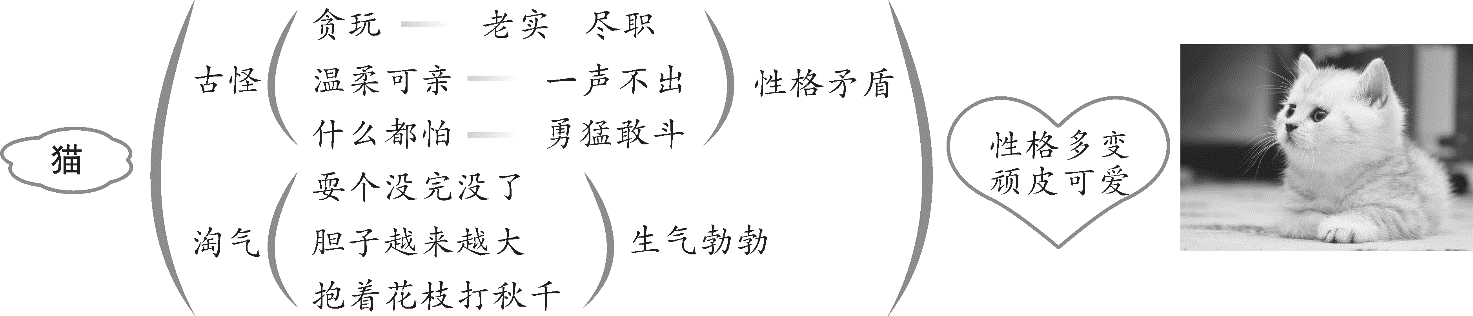 猫
古怪
贪玩 — 老实 尽职
温柔可亲 — 一声不出
什么都怕 — 勇猛敢斗
性格矛盾
淘气
耍个没完没了
胆子越来越大
抱着花枝打秋千
生气勃勃
性格多变
顽皮可爱